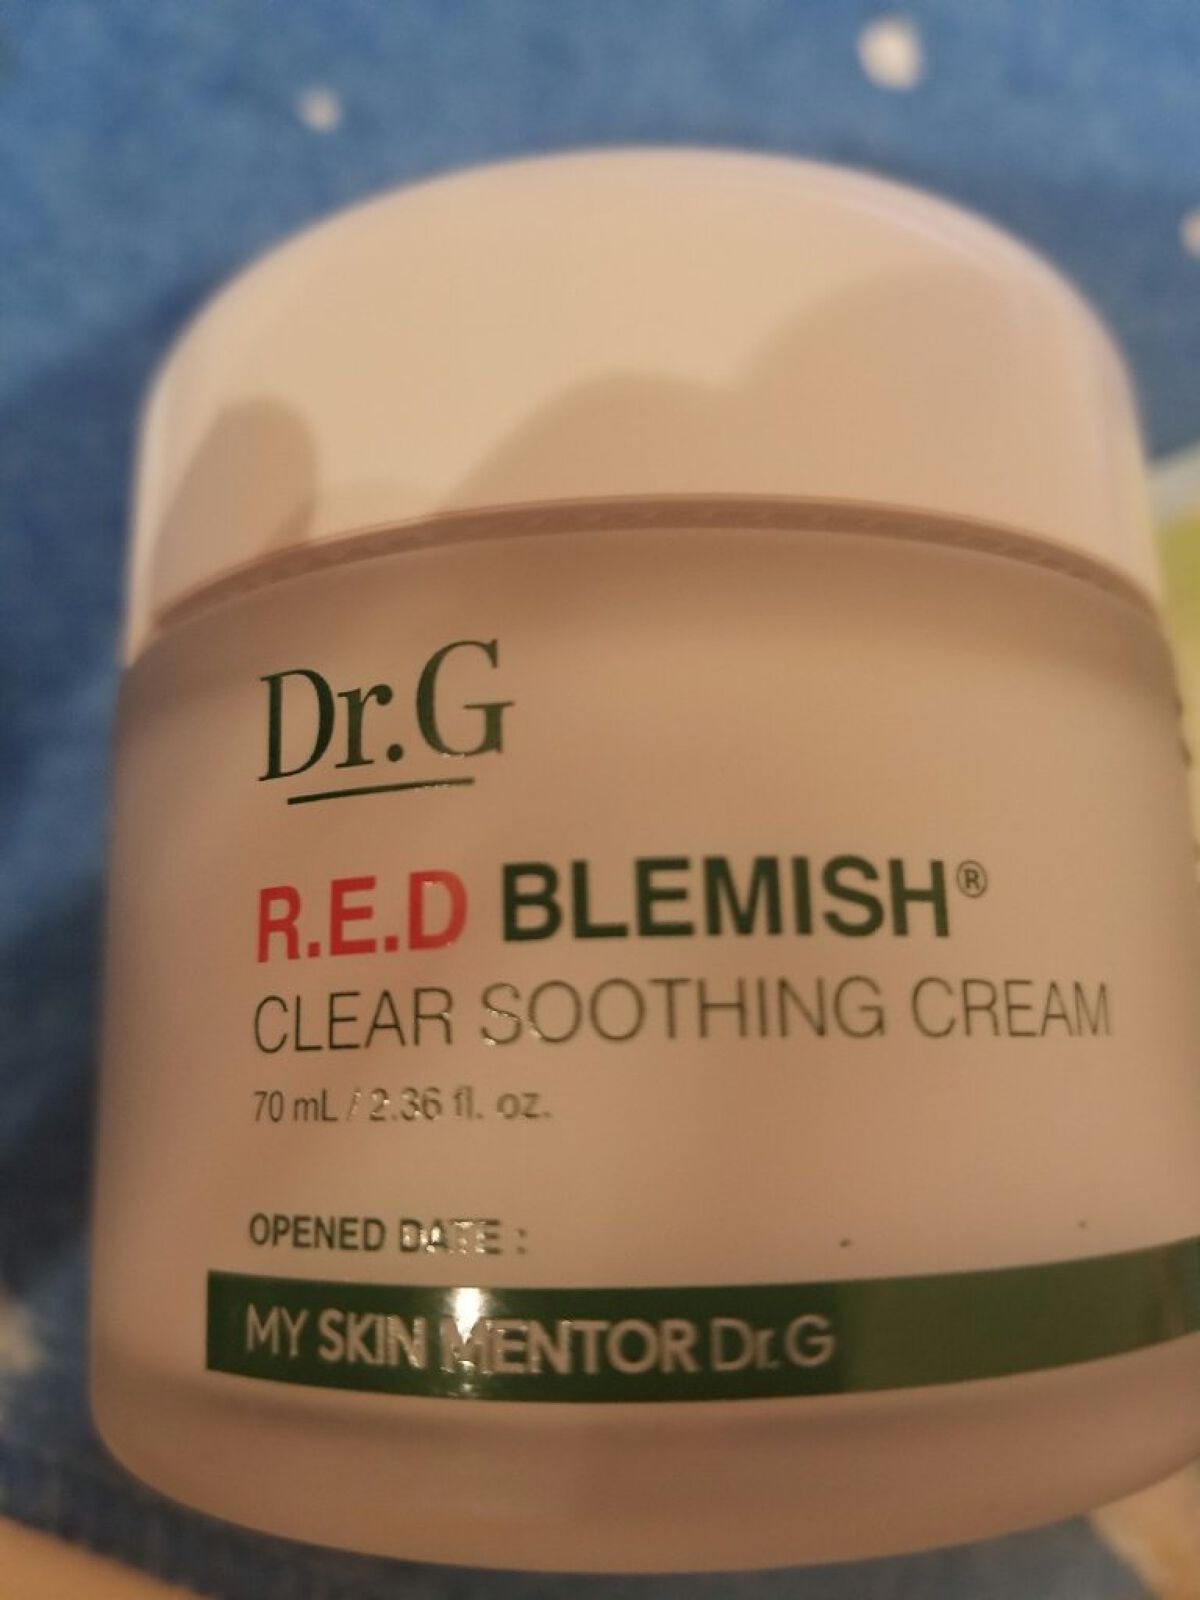 Dr.G
R.E.D BLEMISH®
CLEAR SOOTHING CREAM
70 mL / 2.36 fl. oz.
OPENED DATE :
MY SKIN MENTOR Dr.G